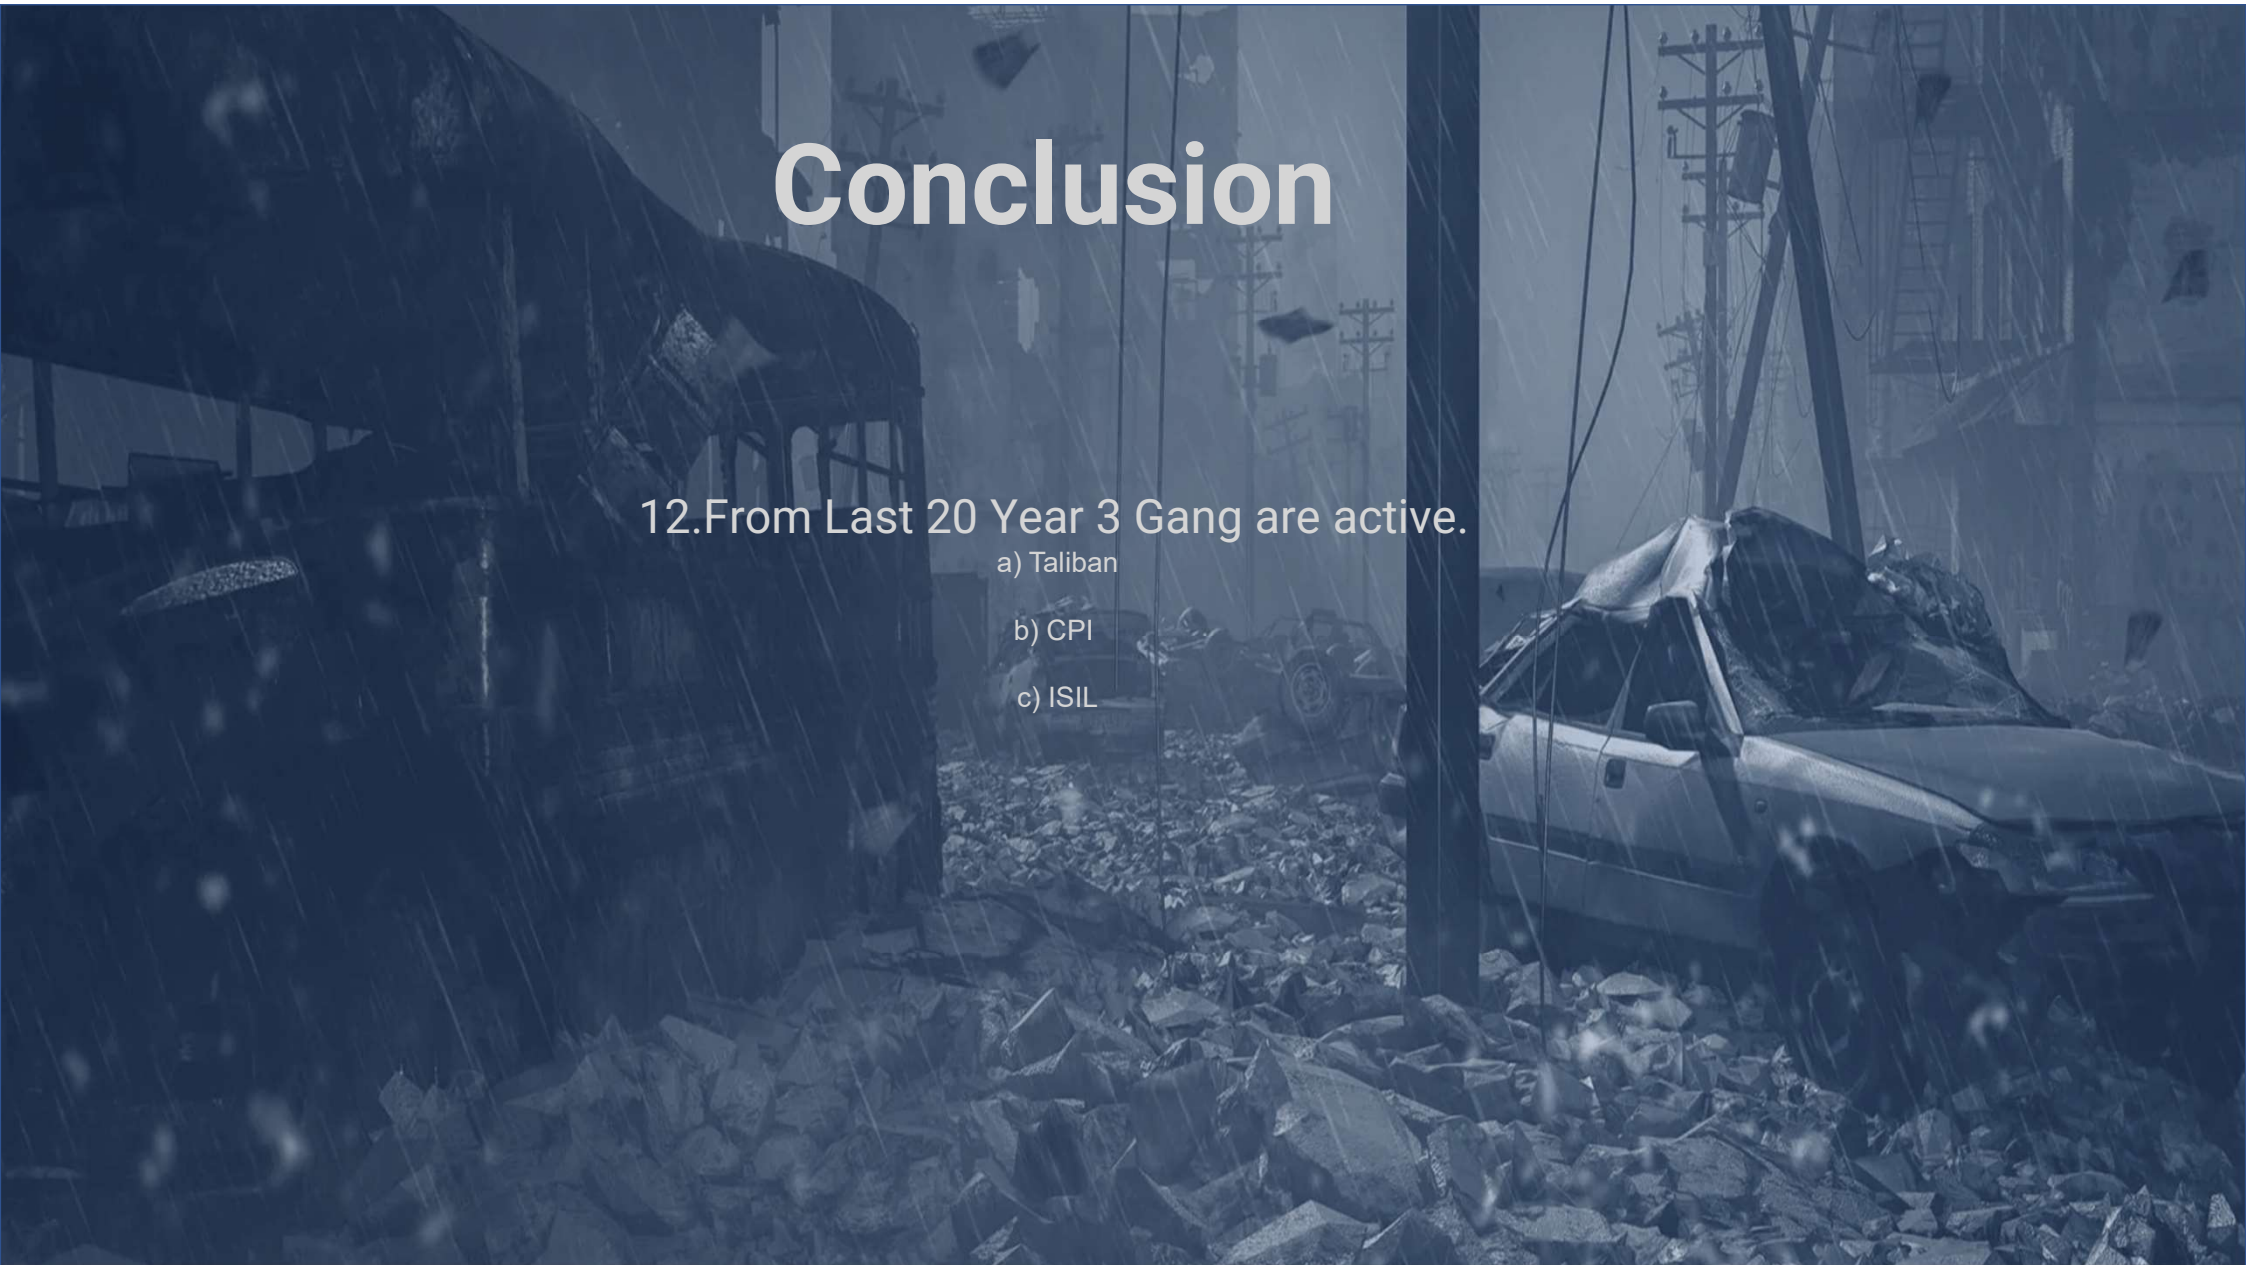 Conclusion
12.From Last 20 Year 3 Gang are active.
a) Taliban
b) CPI
c) ISIL